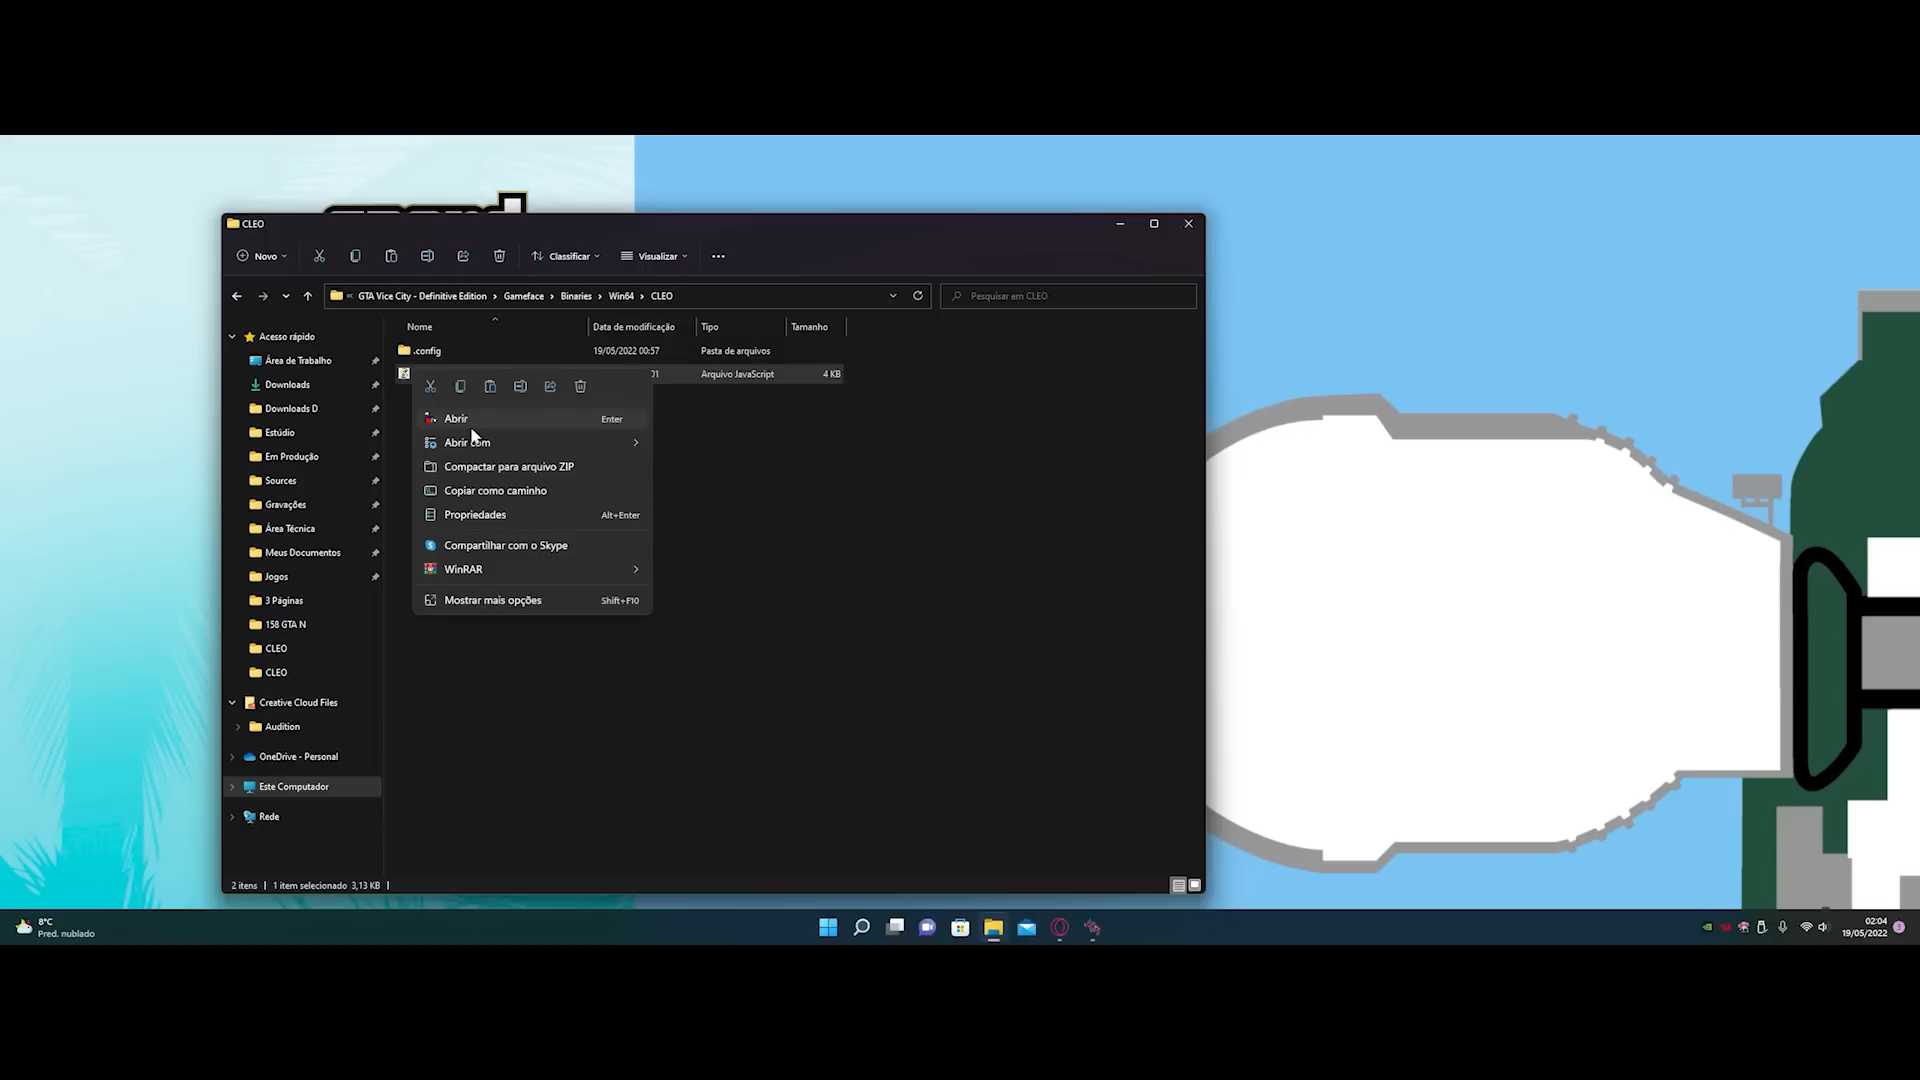 CLEO
Novo
Classificar
Visualizar
« GTA Vice City - Definitive Edition > Gameface > Binaries > Win64 > CLEO
Pesquisar em CLEO
Nome
Data de modificação
Tipo
Tamanho
.config
19/05/2022 00:57
Pasta de arquivos
01
Arquivo JavaScript
4 KB
Abrir
Enter
Abrir com
Compactar para arquivo ZIP
Copiar como caminho
Propriedades
Alt+Enter
Compartilhar com o Skype
WinRAR
Mostrar mais opções
Shift+F10
Acesso rápido
Área de Trabalho
Downloads
Downloads D
Estúdio
Em Produção
Sources
Gravações
Área Técnica
Meus Documentos
Jogos
3 Páginas
158 GTA N
CLEO
CLEO
Creative Cloud Files
Audition
OneDrive - Personal
Este Computador
Rede
2 itens
1 item selecionado 3,13 KB
8°C
Pred. nublado
02:04
19/05/2022
3